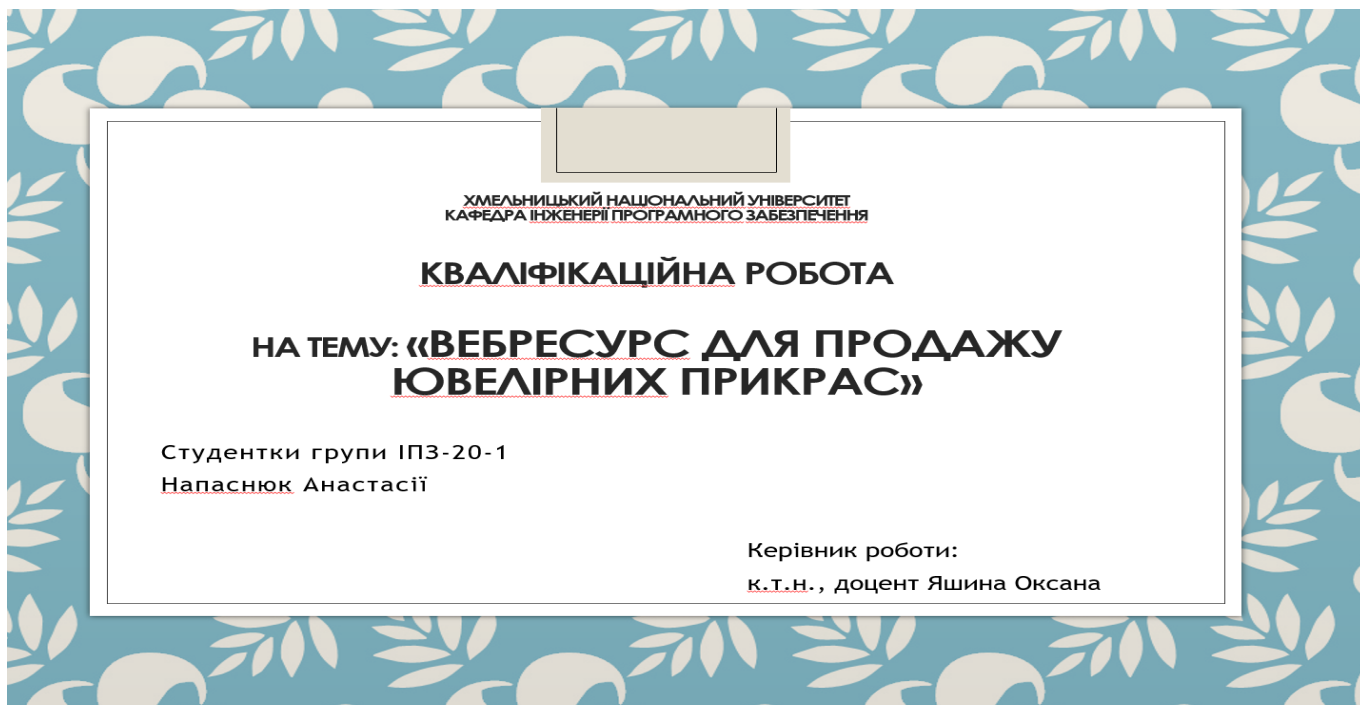 ХМЕЛЬНИЦЬКИЙ НАЦІОНАЛЬНИЙ УНІВЕРСИТЕТ
КАФЕДРА ІНЖЕНЕРІЇ ПРОГРАМНОГО ЗАБЕЗПЕЧЕННЯ
КВАЛІФІКАЦІЙНА РОБОТА
НА ТЕМУ: «ВЕБРЕСУРС ДЛЯ ПРОДАЖУ
ЮВЕЛІРНИХ ПРИКРАС»
Студентки групи ІПЗ-20-1
Напаснюк Анастасії
Керівник роботи:
к.т.н., доцент Яшина Оксана